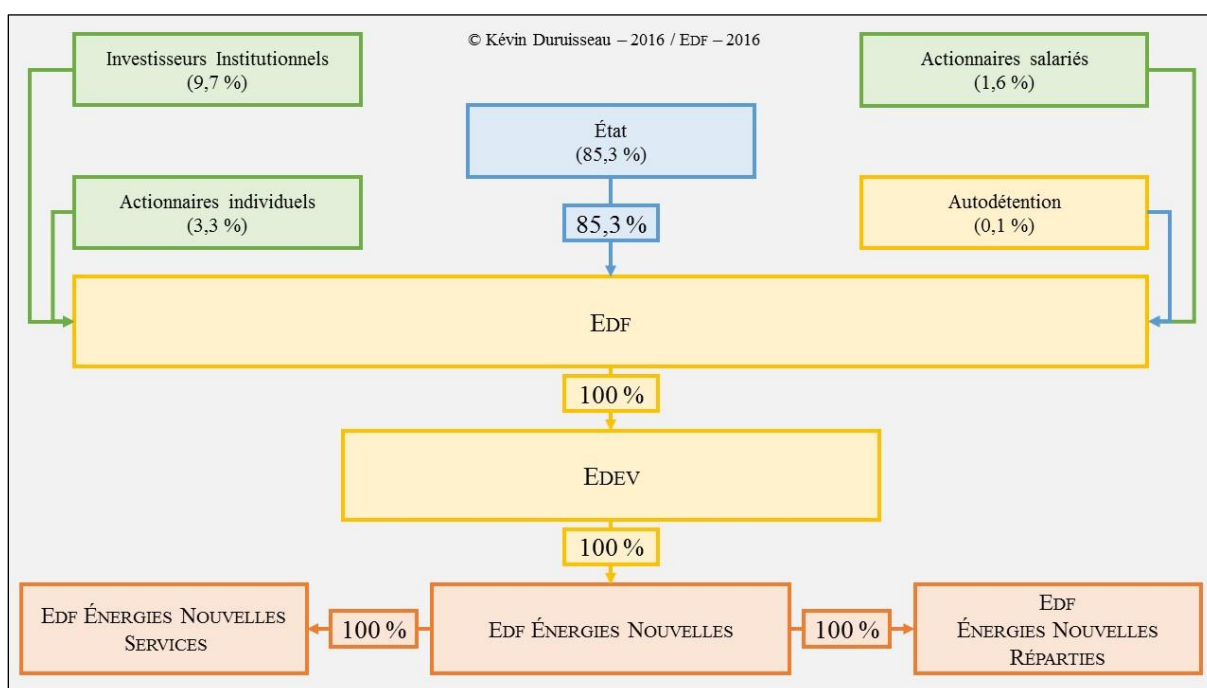 © Kévin Duruisseau – 2016 / EDF – 2016
Investisseurs Institutionnels
(9,7 %)
Actionnaires salariés
(1,6 %)
État
(85,3 %)
Actionnaires individuels
(3,3 %)
Autodétention
(0,1 %)
85,3 %
EDF
100 %
EDEV
100 %
EDF ÉNERGIES NOUVELLES
SERVICES
100 %
EDF ÉNERGIES NOUVELLES
100 %
EDF
ÉNERGIES NOUVELLES
RÉPARTIES